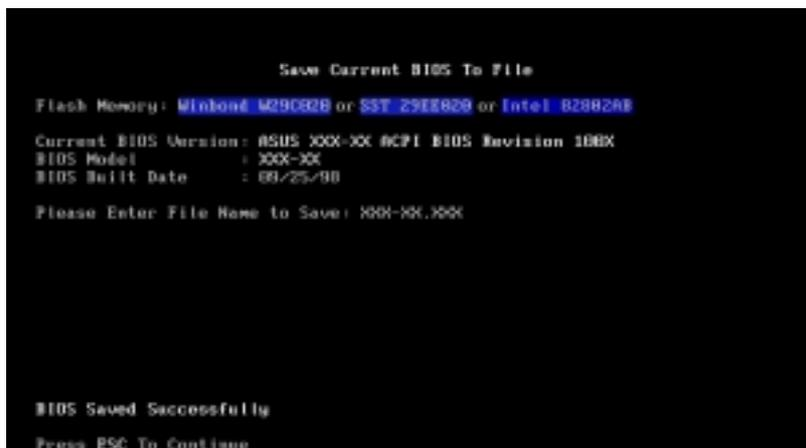 Save Current BIOS To File
Flash Memory: Winbond W29C020 or SST 29EE020 or Intel 82802AB
Current BIOS Version: ASUS XXX-XX ACPI BIOS Revision 100X
BIOS Model : XXX-XX
BIOS Built Date : 09/25/98
Please Enter File Name to Save: XXX-XX.XXX
BIOS Saved Successfully
Press ESC To Continue